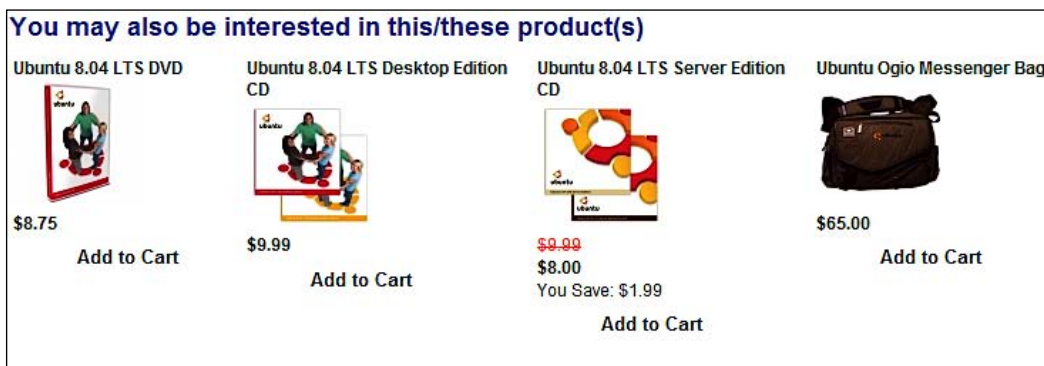 You may also be interested in this/these product(s)
Ubuntu 8.04 LTS DVD
ubuntu
$8.75
Add to Cart
Ubuntu 8.04 LTS Desktop Edition
CD
ubuntu
$9.99
Add to Cart
Ubuntu 8.04 LTS Server Edition
CD
ubuntu
ubuntu
$9.99
$8.00
You Save: $1.99
Add to Cart
Ubuntu Ogio Messenger Bag
ubuntu
$65.00
Add to Cart